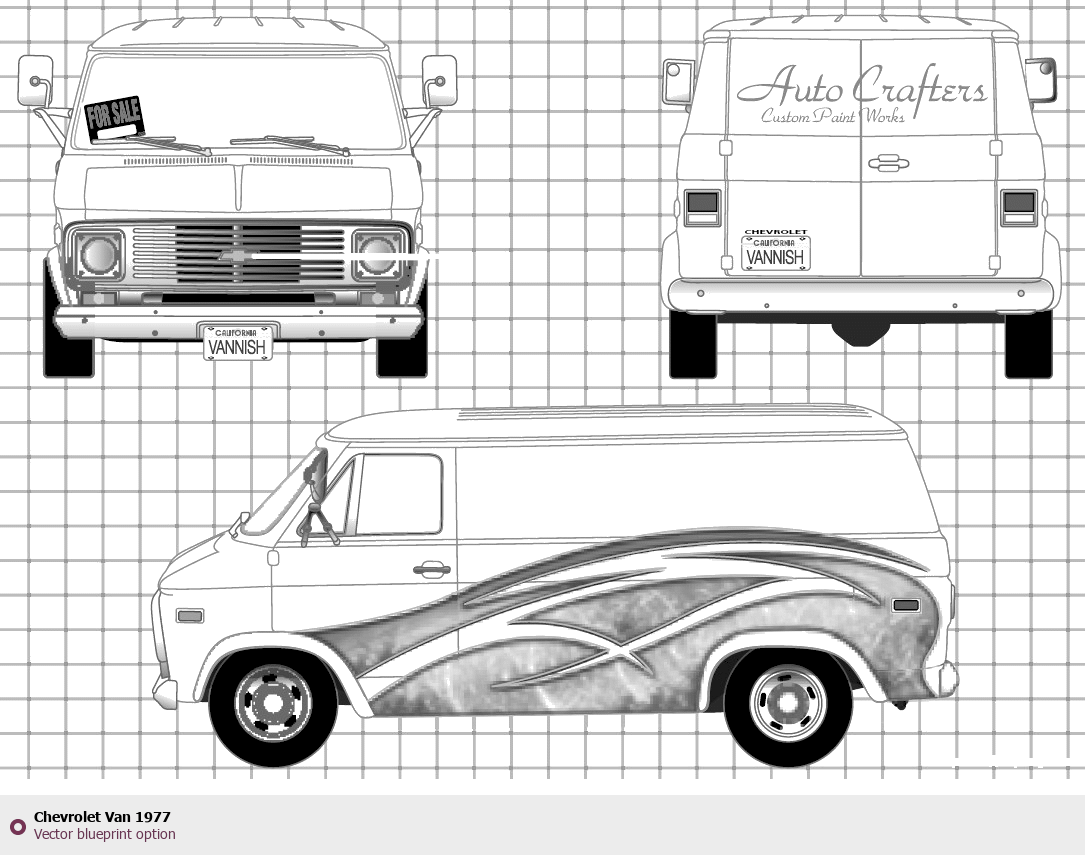 FOR SALE
CALIFORNIA
VANNISH
Auto Crafters
Custom Paint Works
CHEVROLET
CALIFORNIA
VANNISH
Chevrolet Van 1977
Vector blueprint option